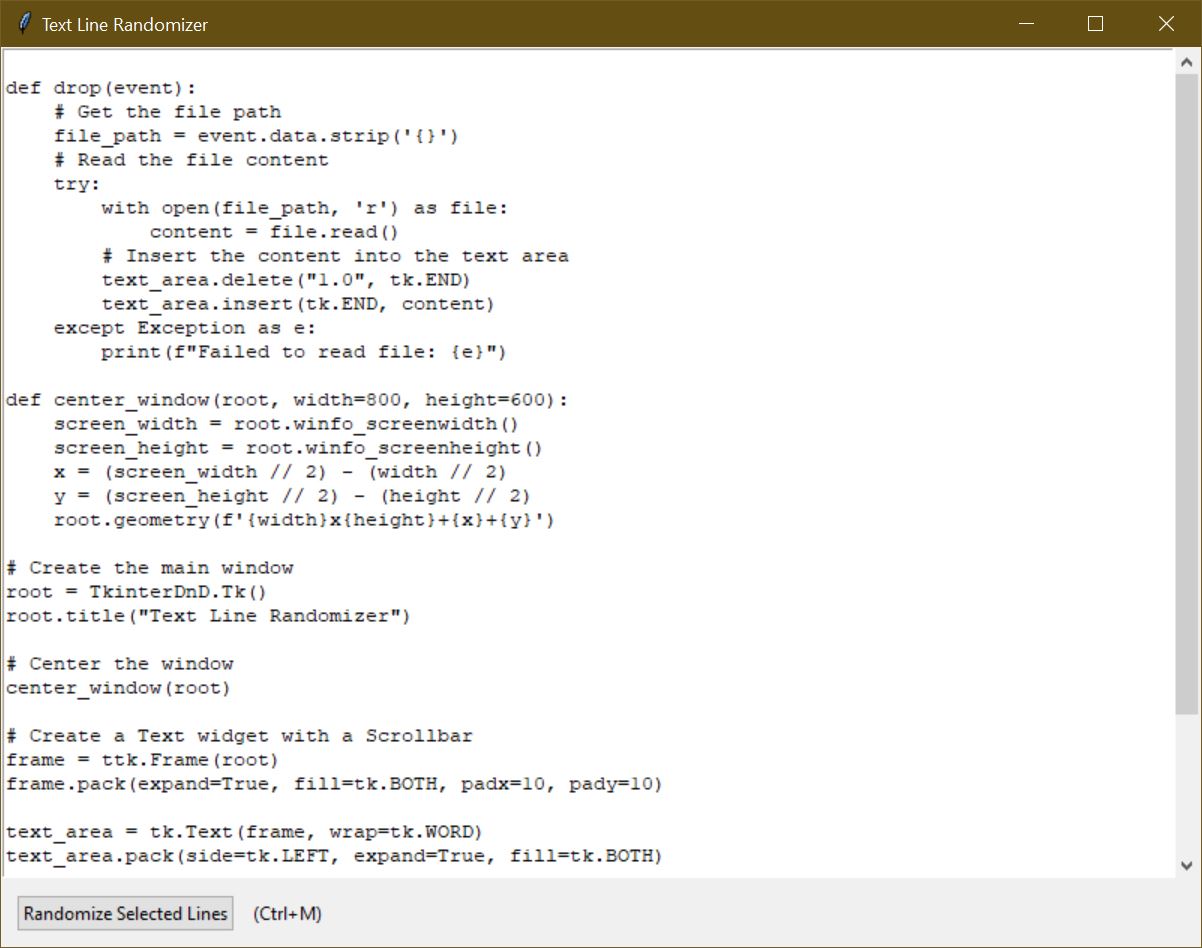 Text Line Randomizer
def drop(event):
    # Get the file path
    file_path = event.data.strip('{}')
    # Read the file content
    try:
        with open(file_path, 'r') as file:
            content = file.read()
        # Insert the content into the text area
        text_area.delete("1.0", tk.END)
        text_area.insert(tk.END, content)
    except Exception as e:
        print(f"Failed to read file: {e}")
def center_window(root, width=800, height=600):
    screen_width = root.winfo_screenwidth()
    screen_height = root.winfo_screenheight()
    x = (screen_width // 2) - (width // 2)
    y = (screen_height // 2) - (height // 2)
    root.geometry(f'{width}x{height}+{x}+{y}')
# Create the main window
root = TkinterDnD.Tk()
root.title("Text Line Randomizer")
# Center the window
center_window(root)
# Create a Text widget with a Scrollbar
frame = ttk.Frame(root)
frame.pack(expand=True, fill=tk.BOTH, padx=10, pady=10)
text_area = tk.Text(frame, wrap=tk.WORD)
text_area.pack(side=tk.LEFT, expand=True, fill=tk.BOTH)
Randomize Selected Lines (Ctrl+M)